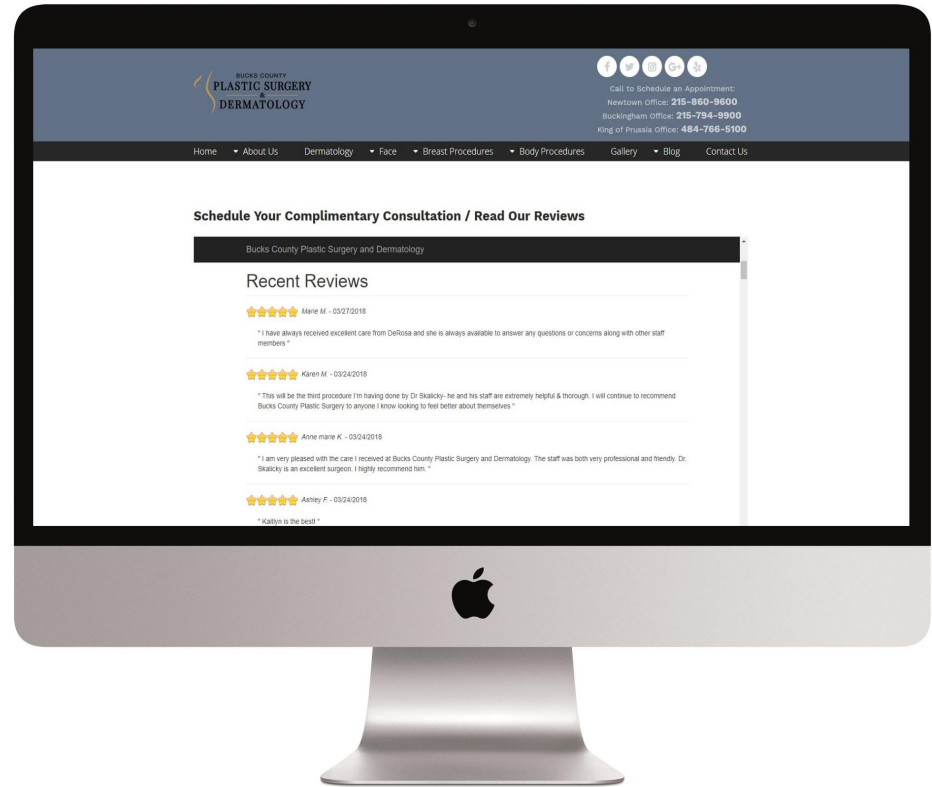 BUCKS COUNTY
PLASTIC SURGERY
&
DERMATOLOGY
f G+
Call to Schedule an Appointment:
Newtown Office: 215-860-9600
Buckingham Office: 215-794-9900
King of Prussia Office: 484-766-5100
Home About Us Dermatology Face Breast Procedures Body Procedures Gallery Blog Contact Us
Schedule Your Complimentary Consultation / Read Our Reviews
Bucks County Plastic Surgery and Dermatology
Recent Reviews
Marie M. - 03/27/2018
" I have always received excellent care from DeRosa and she is always available to answer any questions or concerns along with other staff
members "
Karen M. - 03/24/2018
" This will be the third procedure I'm having done by Dr Skalicky- he and his staff are extremely helpful & thorough. I will continue to recommend
Bucks County Plastic Surgery to anyone I know looking to feel better about themselves "
Anne marie K. - 03/24/2018
" I am very pleased with the care I received at Bucks County Plastic Surgery and Dermatology. The staff was both very professional and friendly. Dr.
Skalicky is an excellent surgeon. I highly recommend him. "
Ashley F. - 03/24/2018
" Kaitlyn is the best! "